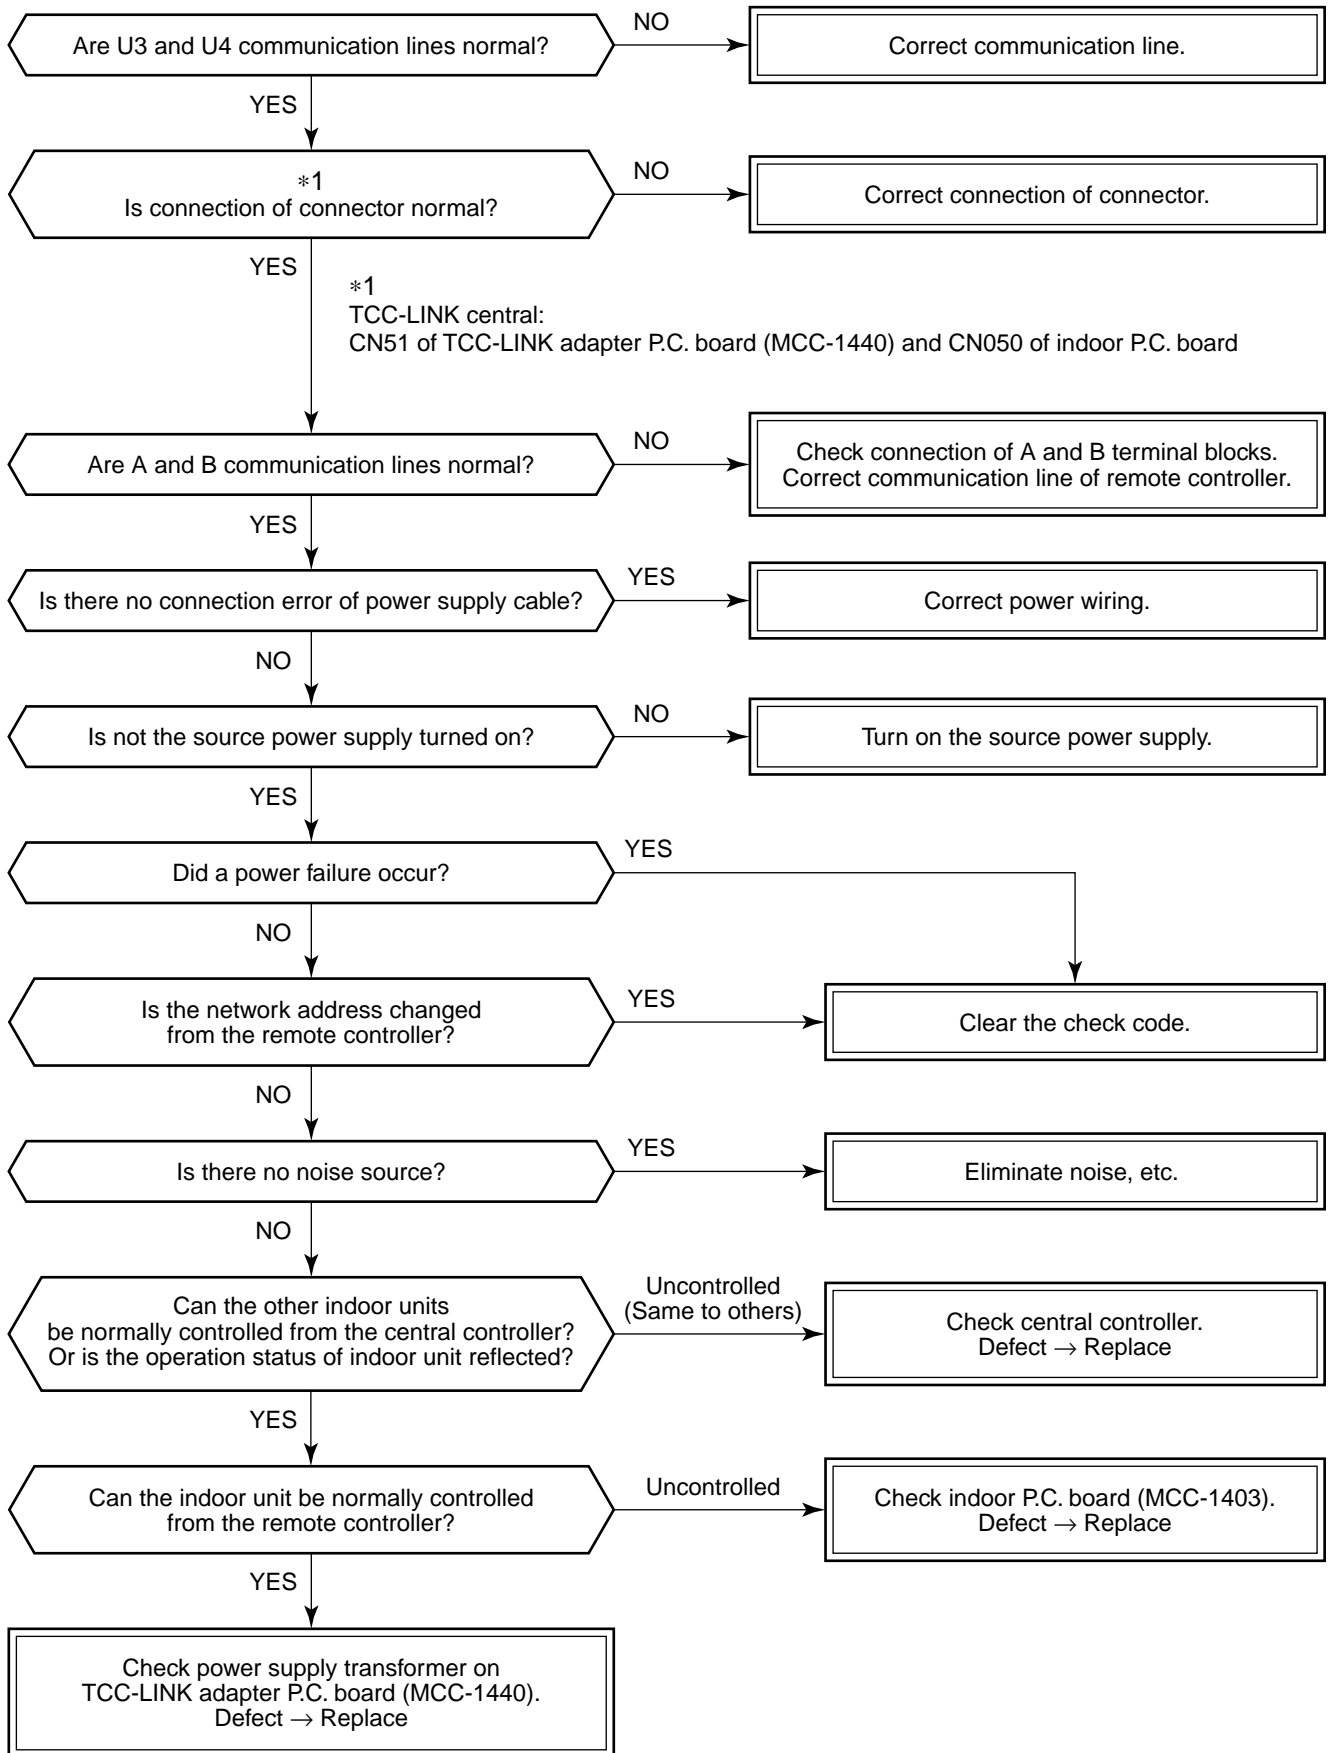 Are U3 and U4 communication lines normal?
NO
Correct communication line.
YES
*1
Is connection of connector normal?
NO
Correct connection of connector.
YES
*1
TCC-LINK central:
CN51 of TCC-LINK adapter P.C. board (MCC-1440) and CN050 of indoor P.C. board
Are A and B communication lines normal?
NO
Check connection of A and B terminal blocks.
Correct communication line of remote controller.
YES
Is there no connection error of power supply cable?
YES
Correct power wiring.
NO
Is not the source power supply turned on?
NO
Turn on the source power supply.
YES
Did a power failure occur?
YES
NO
Is the network address changed
from the remote controller?
YES
Clear the check code.
NO
Is there no noise source?
YES
Eliminate noise, etc.
NO
Can the other indoor units
be normally controlled from the central controller?
Or is the operation status of indoor unit reflected?
Uncontrolled
(Same to others)
Check central controller.
Defect → Replace
YES
Can the indoor unit be normally controlled
from the remote controller?
Uncontrolled
Check indoor P.C. board (MCC-1403).
Defect → Replace
YES
Check power supply transformer on
TCC-LINK adapter P.C. board (MCC-1440).
Defect → Replace